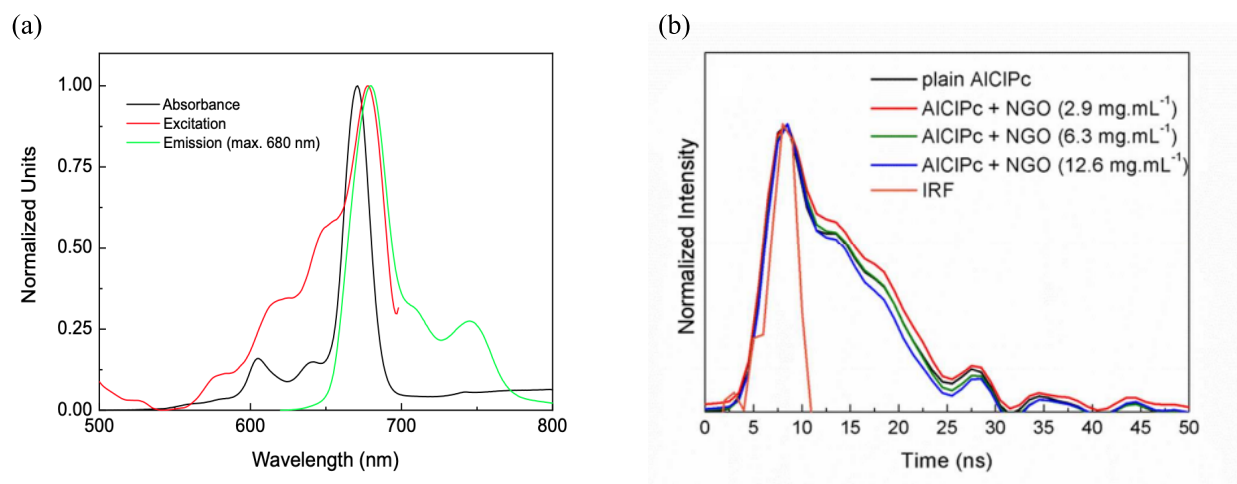 (a)
1.00
0.75
0.50
0.25
0.00
Normalized Units
Absorbance
Excitation
Emission (max. 680 nm)
500
600
700
800
Wavelength (nm)
(b)
Normalized Intensity
plain AlClPc
AlClPc + NGO (2.9 mg.mL⁻¹)
AlClPc + NGO (6.3 mg.mL⁻¹)
AlClPc + NGO (12.6 mg.mL⁻¹)
IRF
0
5
10
15
20
25
30
35
40
45
50
Time (ns)